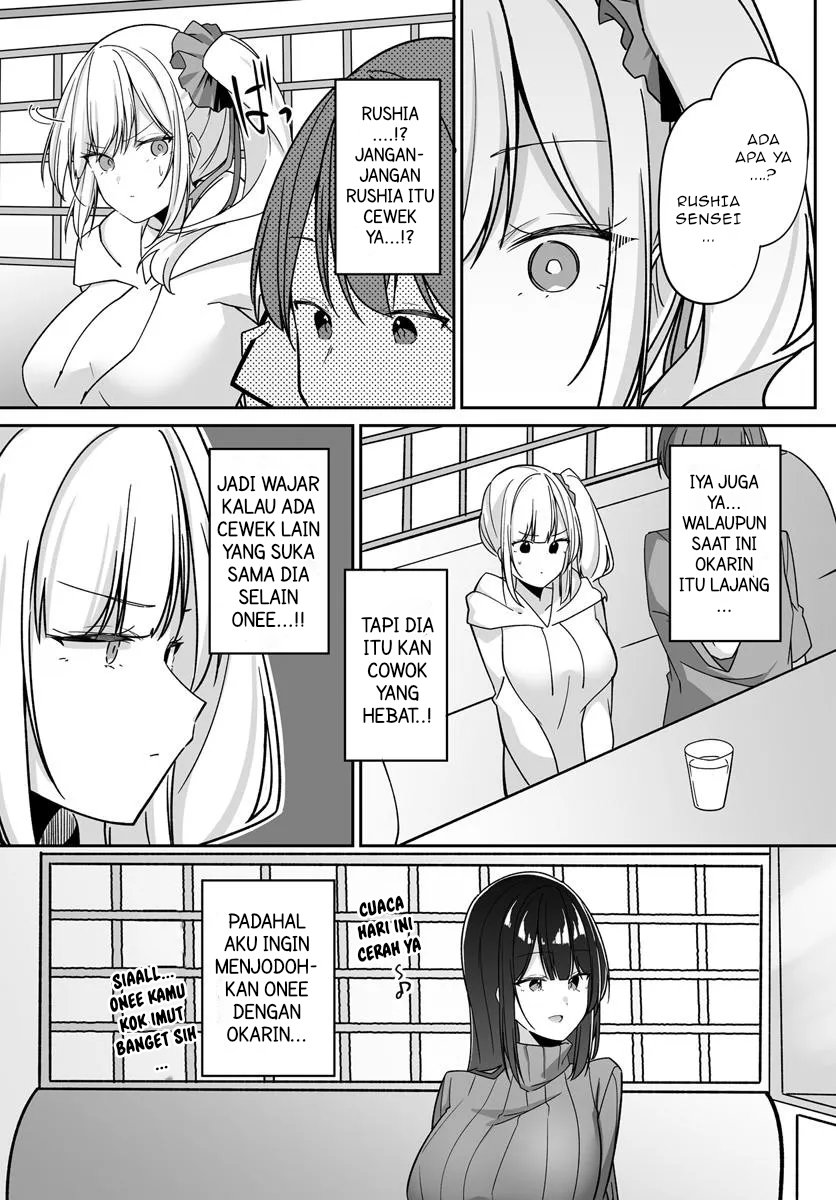 ADA
APA YA
.....?
RUSHIA
SENSEI
...
RUSHIA
....!?
JANGAN-
JANGAN
RUSHIA ITU
CEWEK
YA...!?
ばっ
IYA JUGA
YA...
WALAUPUN
SAAT INI
OKARIN
ITU LAJANG
...
TAPI DIA
ITU KAN
COWOK
YANG
HEBAT..!
JADI WAJAR
KALAU ADA
CEWEK LAIN
YANG SUKA
SAMA DIA
SELAIN
ONEE...!!
CUACA
HARI INI
CERAH YA
PADAHAL
AKU INGIN
MENJODOH-
KAN ONEE
DENGAN
OKARIN...
SIAALL...
ONEE KAMU
KOK IMUT
BANGET SIH
...